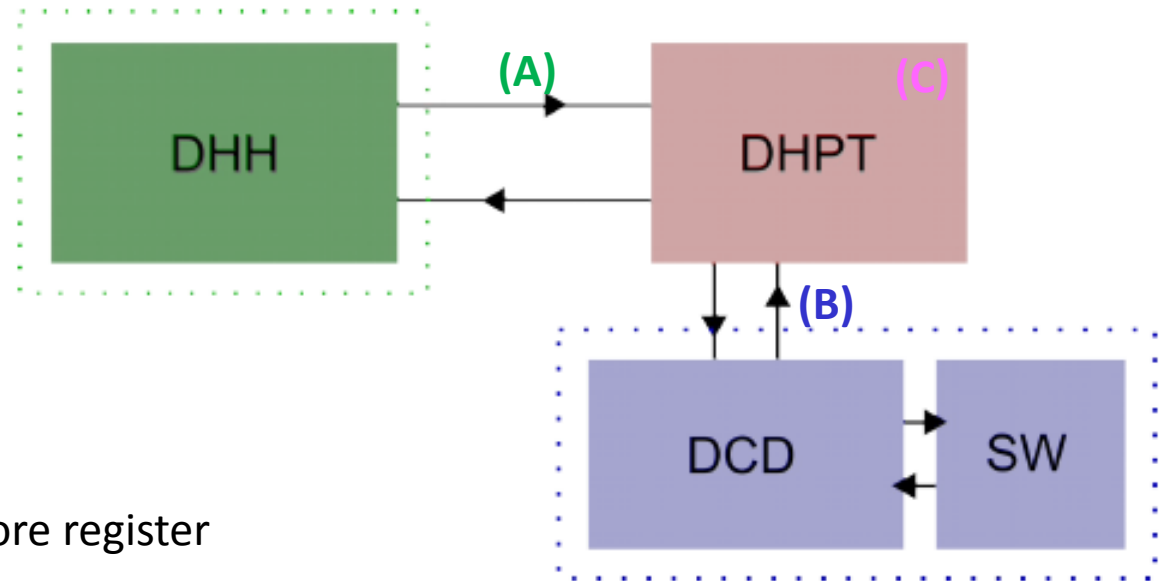 (A)
(C)
DHH
DHPT
(B)
DCD
SW
ore register